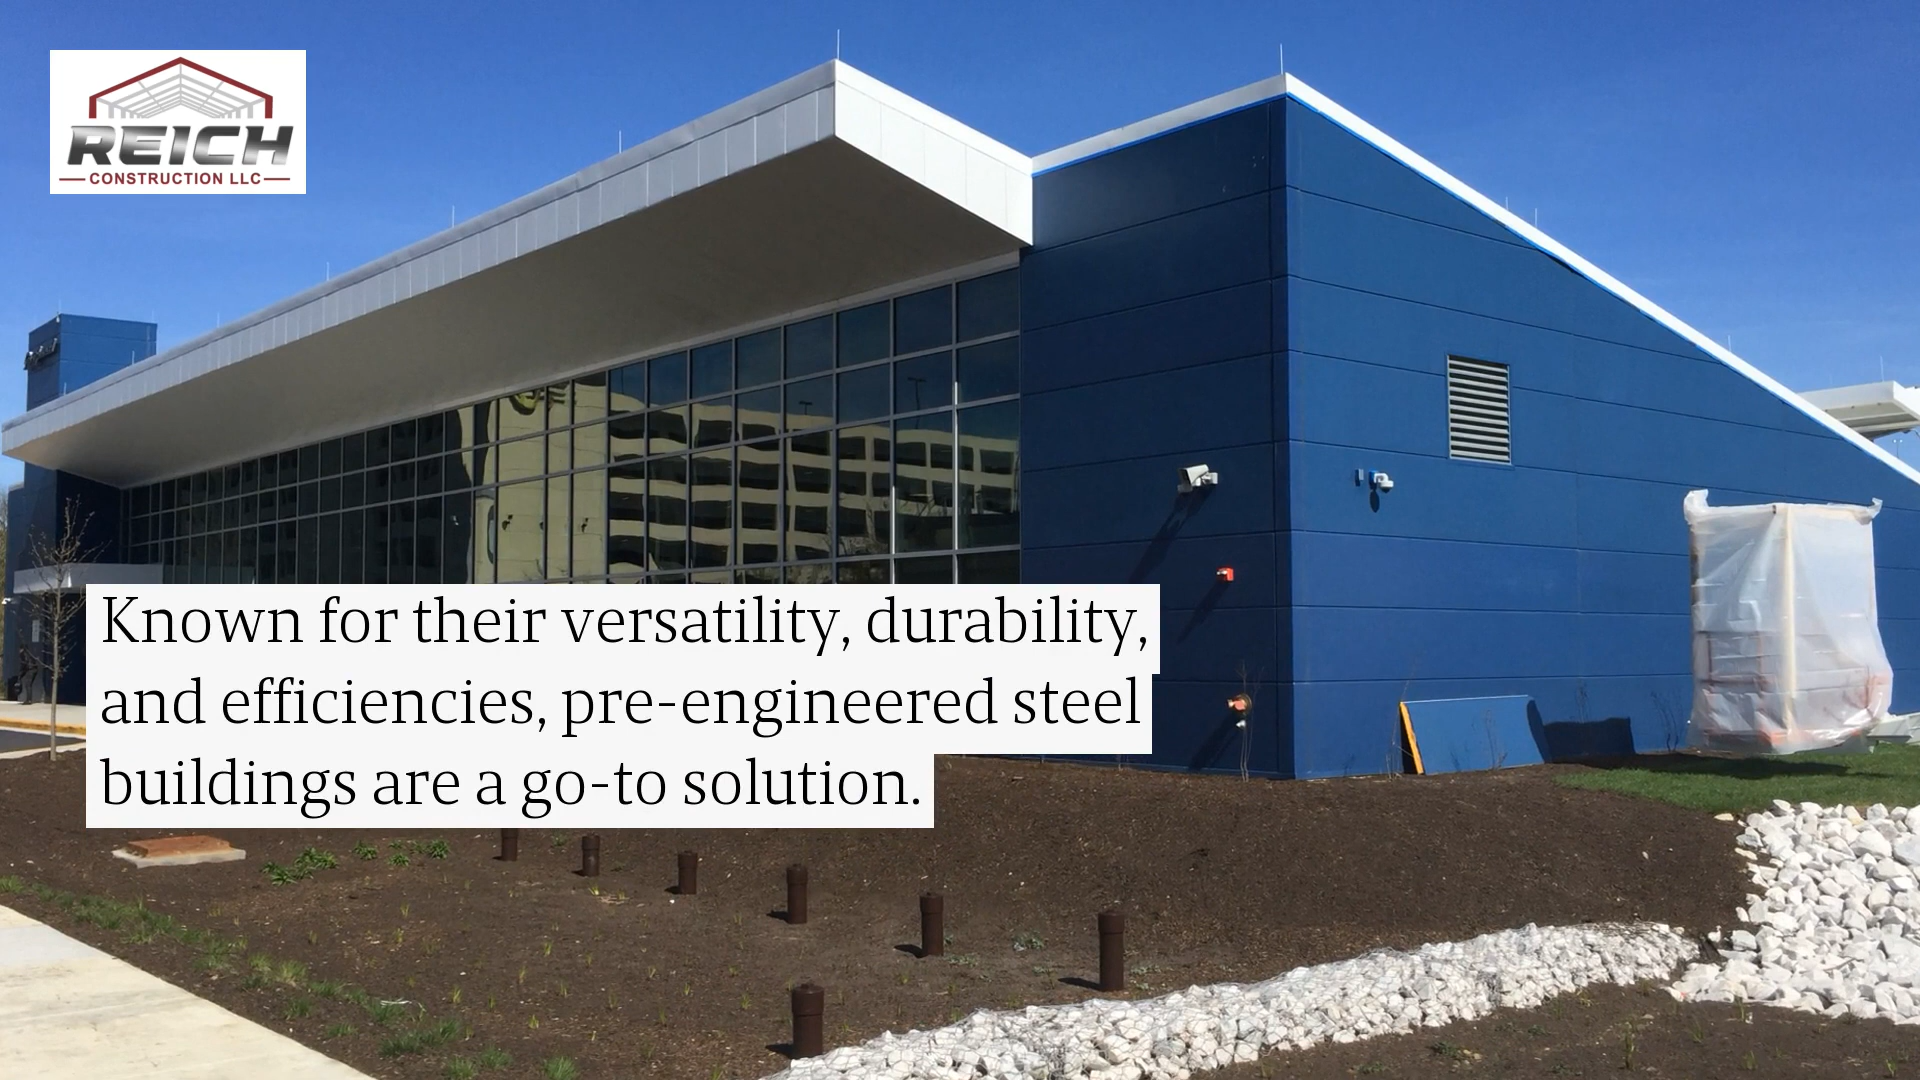 REICH
CONSTRUCTION LLC
Known for their versatility, durability,
and efficiencies, pre-engineered steel
buildings are a go-to solution.